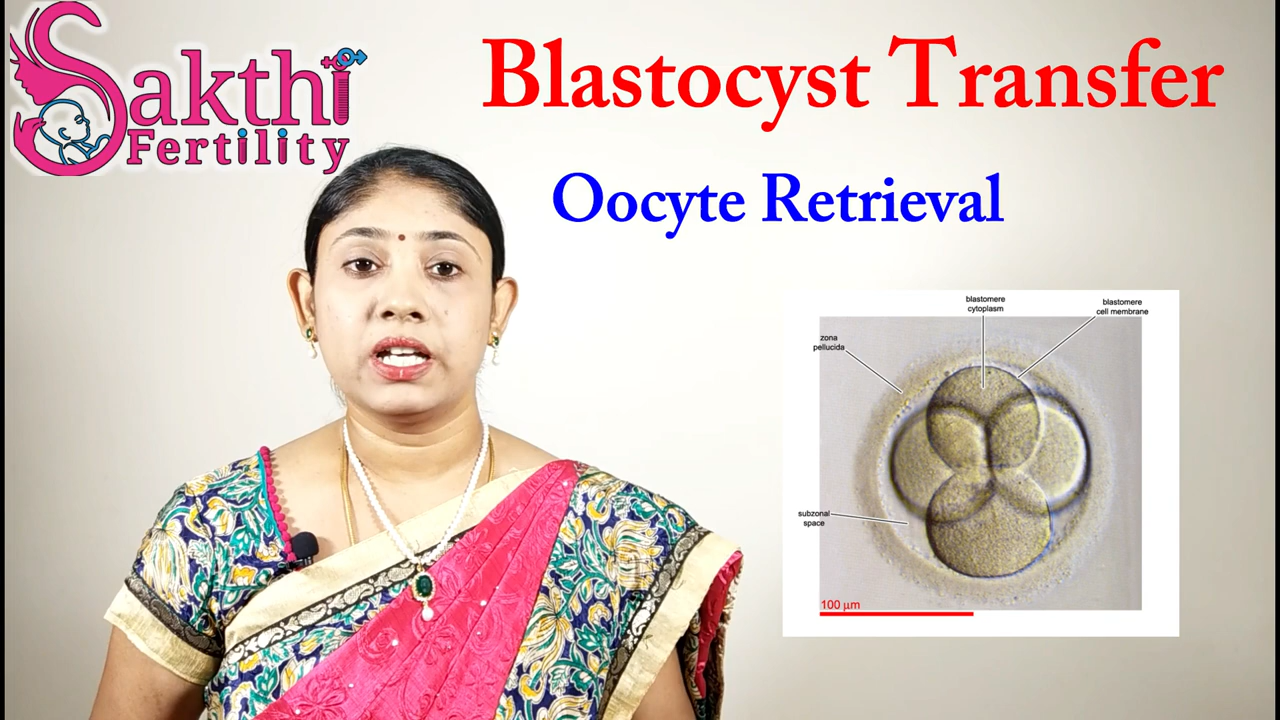 Sakthi
Fertility
Blastocyst Transfer
Oocyte Retrieval
blastomere
cytoplasm
blastomere
cell membrane
zona
pellucida
subzonal
space
100 µm